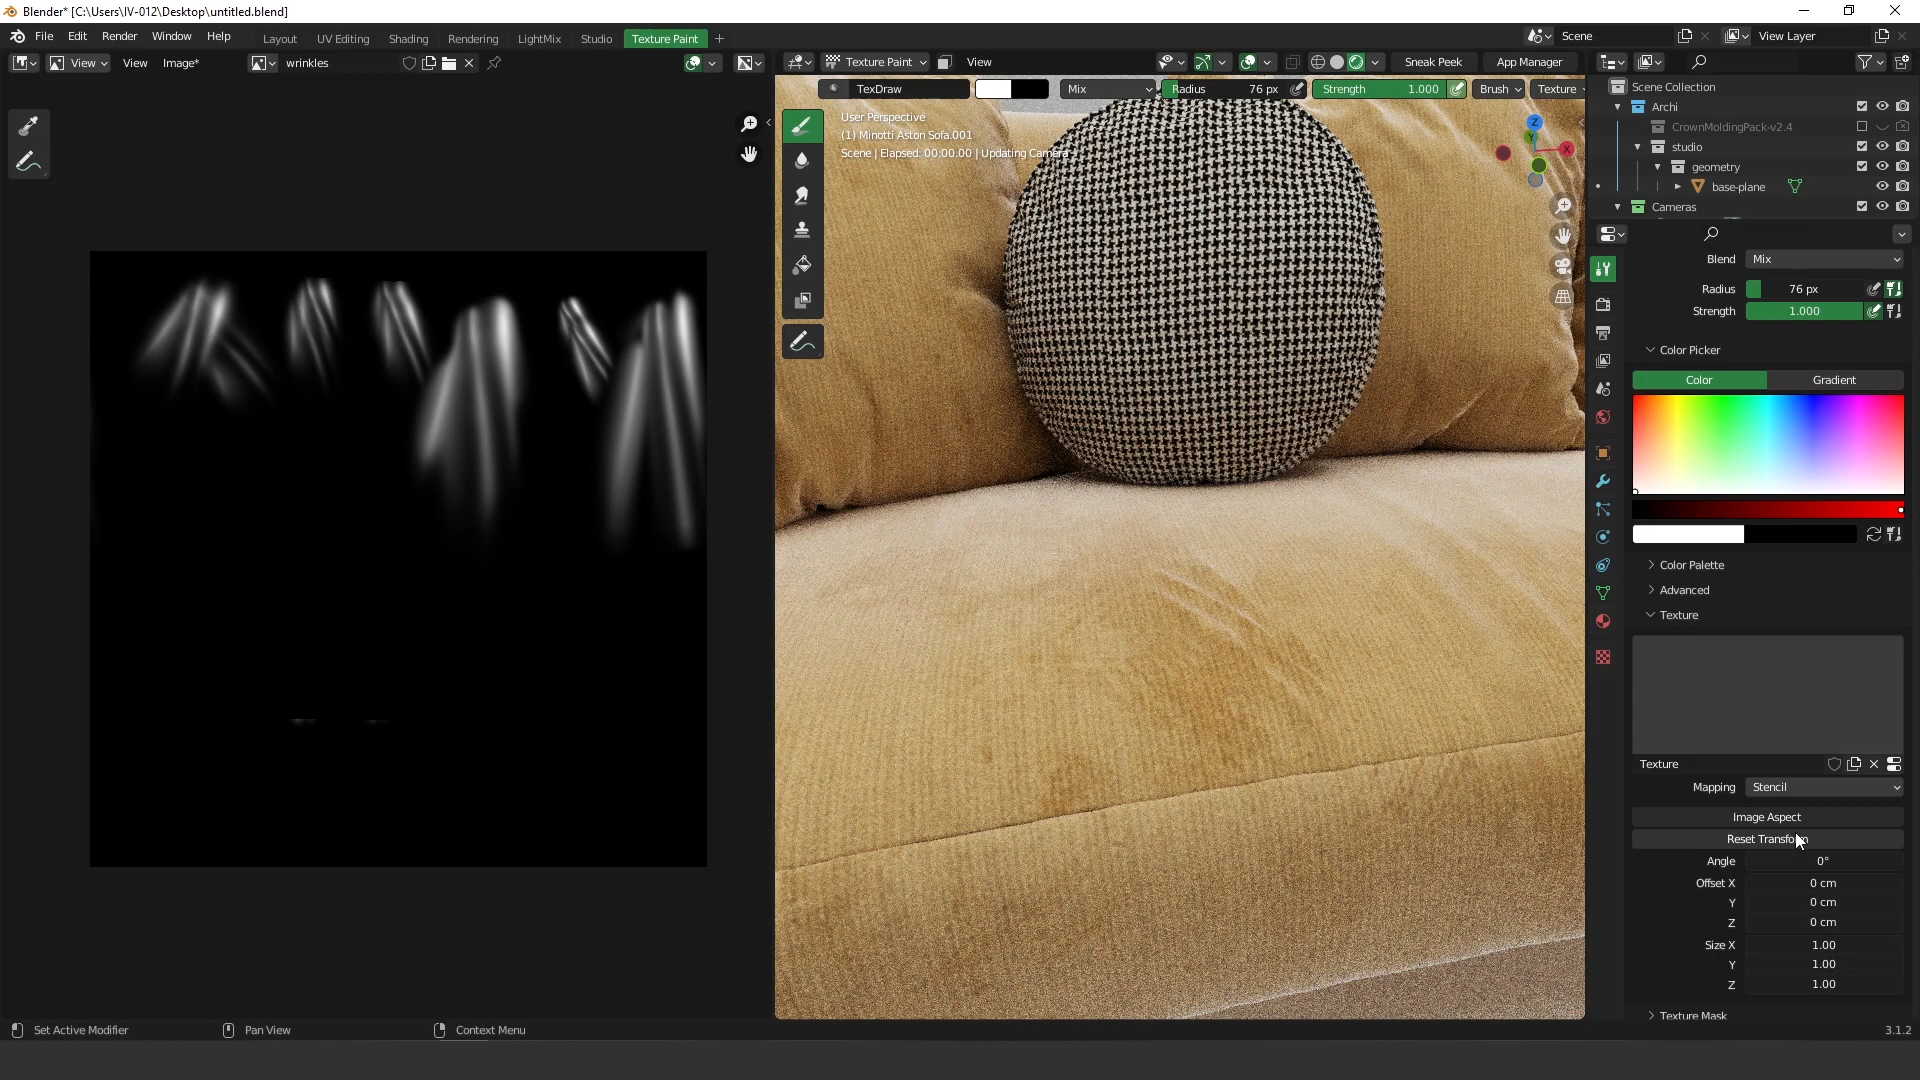 Blender* [C:\Users\IV-012\Desktop\untitled.blend]
File Edit Render Window Help Layout UV Editing Shading Rendering LightMix Studio Texture Paint + Scene View Layer
View View Image* wrinkles Texture Paint View Sneak Peek App Manager
TexDraw Mix Radius 76 px Strength 1.000 Brush Texture
User Perspective
(1) Minotti Aston Sofa.001
Scene | Elapsed: 00:00.00 | Updating Camera
Z
Y
X
Scene Collection
Archi
CrownMoldingPack-v2.4
studio
geometry
base-plane
Cameras
Blend Mix
Radius 76 px
Strength 1.000
Color Picker
Color Gradient
Color Palette
Advanced
Texture
Texture
Mapping Stencil
Image Aspect
Reset Transform
Angle 0°
Offset X 0 cm
Y 0 cm
Z 0 cm
Size X 1.00
Y 1.00
Z 1.00
Texture Mask
Set Active Modifier Pan View Context Menu 3.1.2